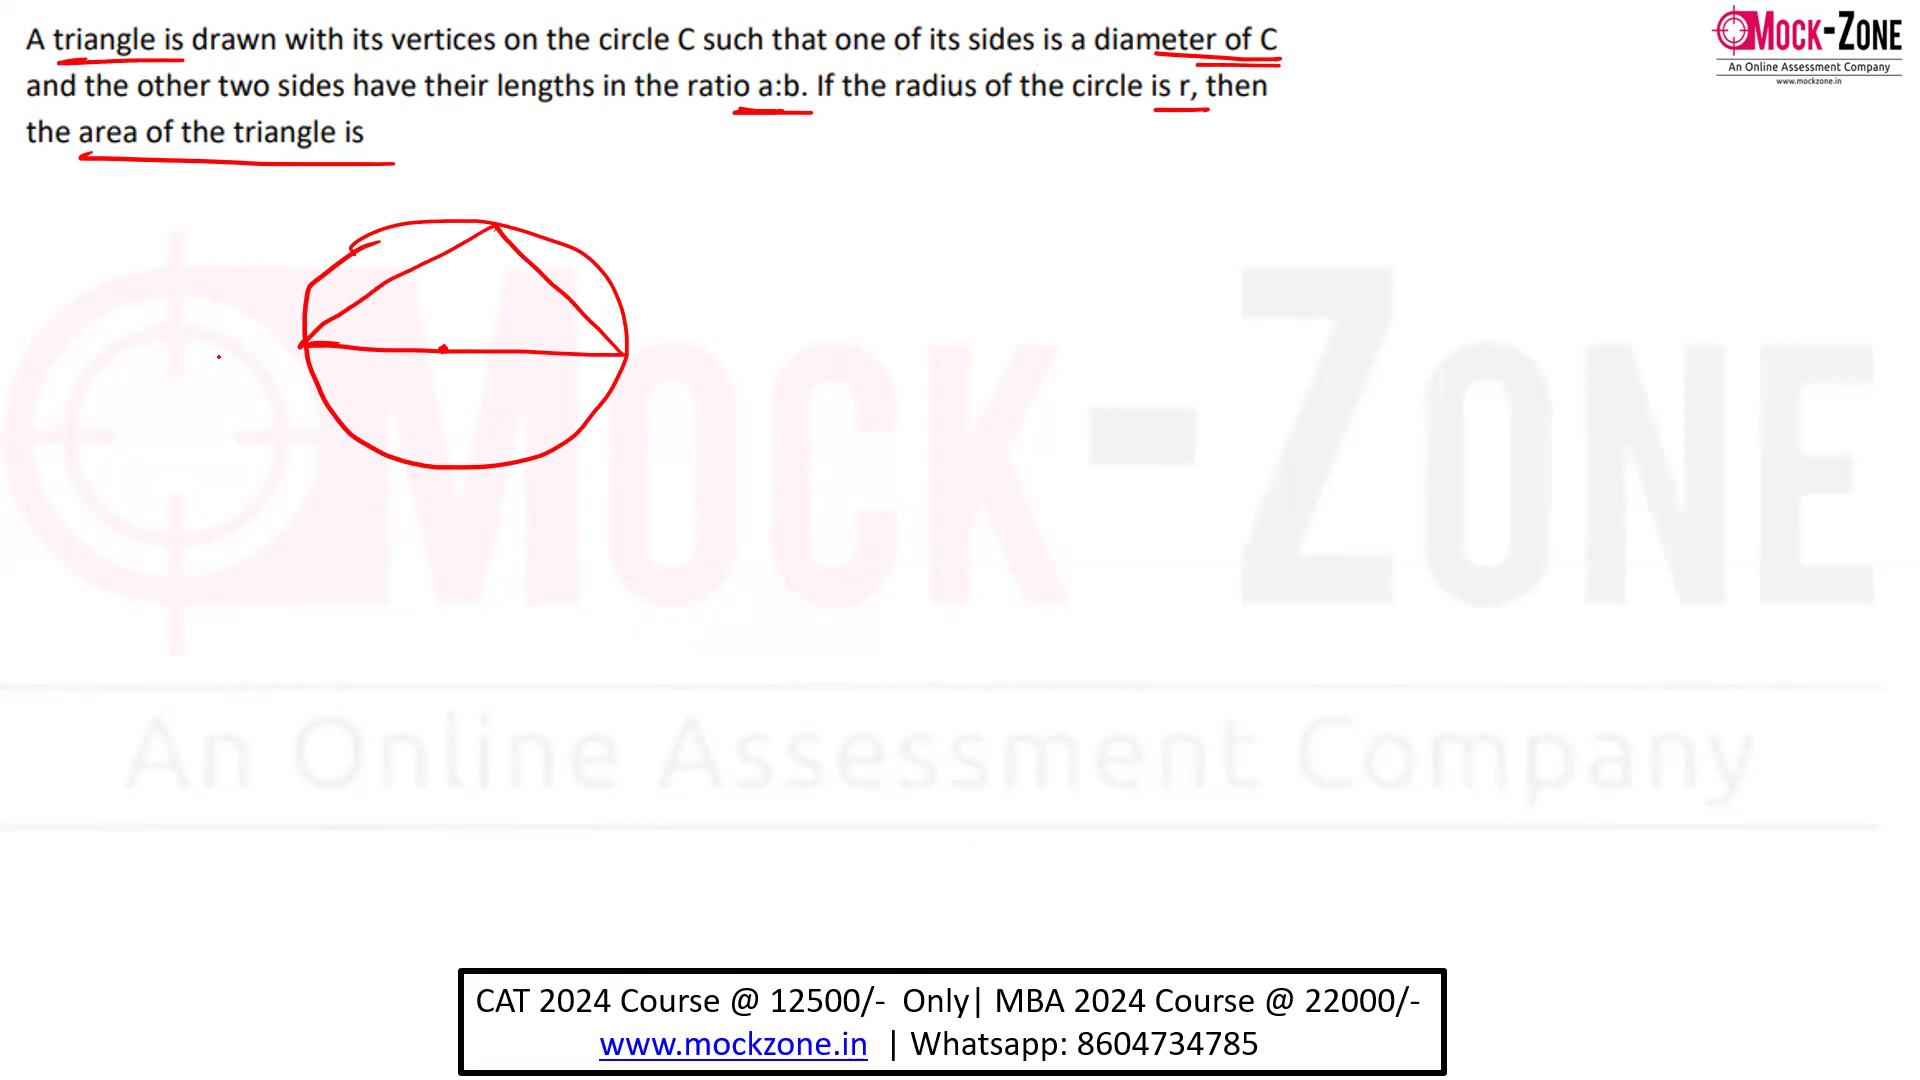 A triangle is drawn with its vertices on the circle C such that one of its sides is a diameter of C
and the other two sides have their lengths in the ratio a:b. If the radius of the circle is r, then
the area of the triangle is
MOCK-ZONE
An Online Assessment Company
www.mockzone.in
MOCK-ZONE
An Online Assessment Company
CAT 2024 Course @ 12500/- Only| MBA 2024 Course @ 22000/-
www.mockzone.in | Whatsapp: 8604734785